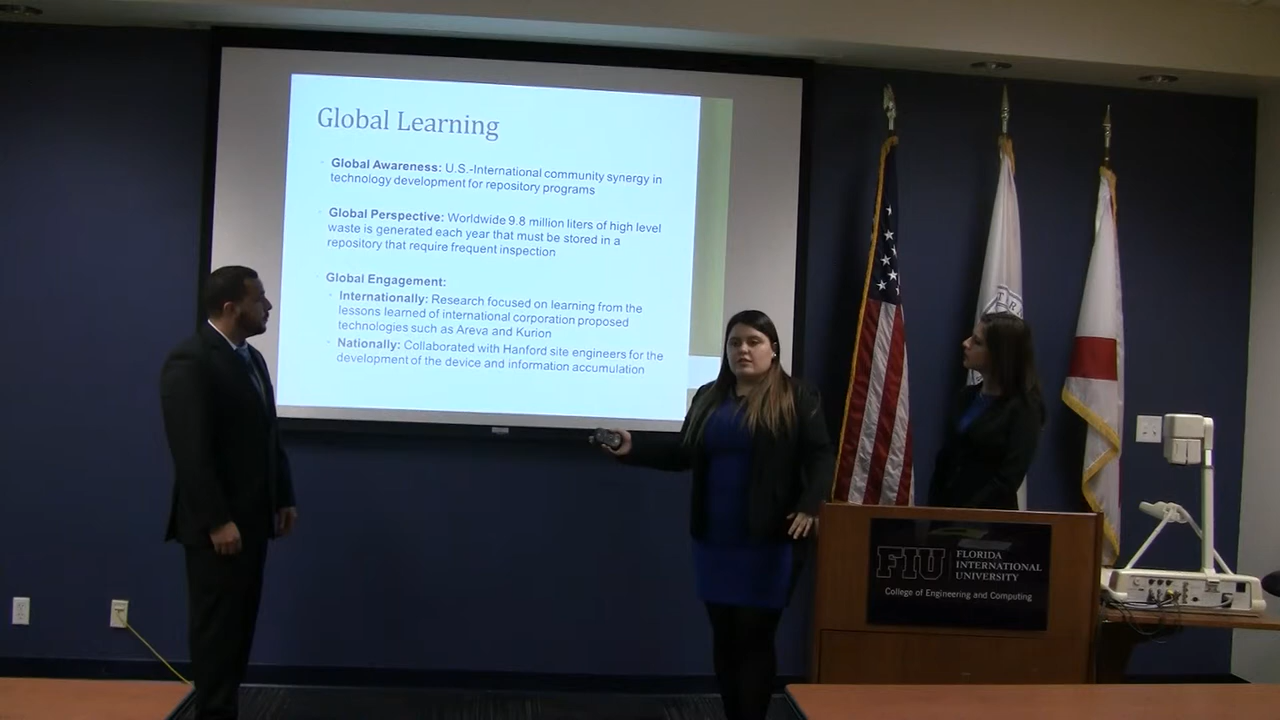 Global Learning
Global Awareness: U.S.-International community synergy in
technology development for repository programs
Global Perspective: Worldwide 9.8 million liters of high level
waste is generated each year that must be stored in a
repository that require frequent inspection
Global Engagement:
Internationally: Research focused on learning from the
lessons learned of international corporation proposed
technologies such as Areva and Kurion
Nationally: Collaborated with Hanford site engineers for the
development of the device and information accumulation
FIU
FLORIDA
INTERNATIONAL
UNIVERSITY
College of Engineering and Computing